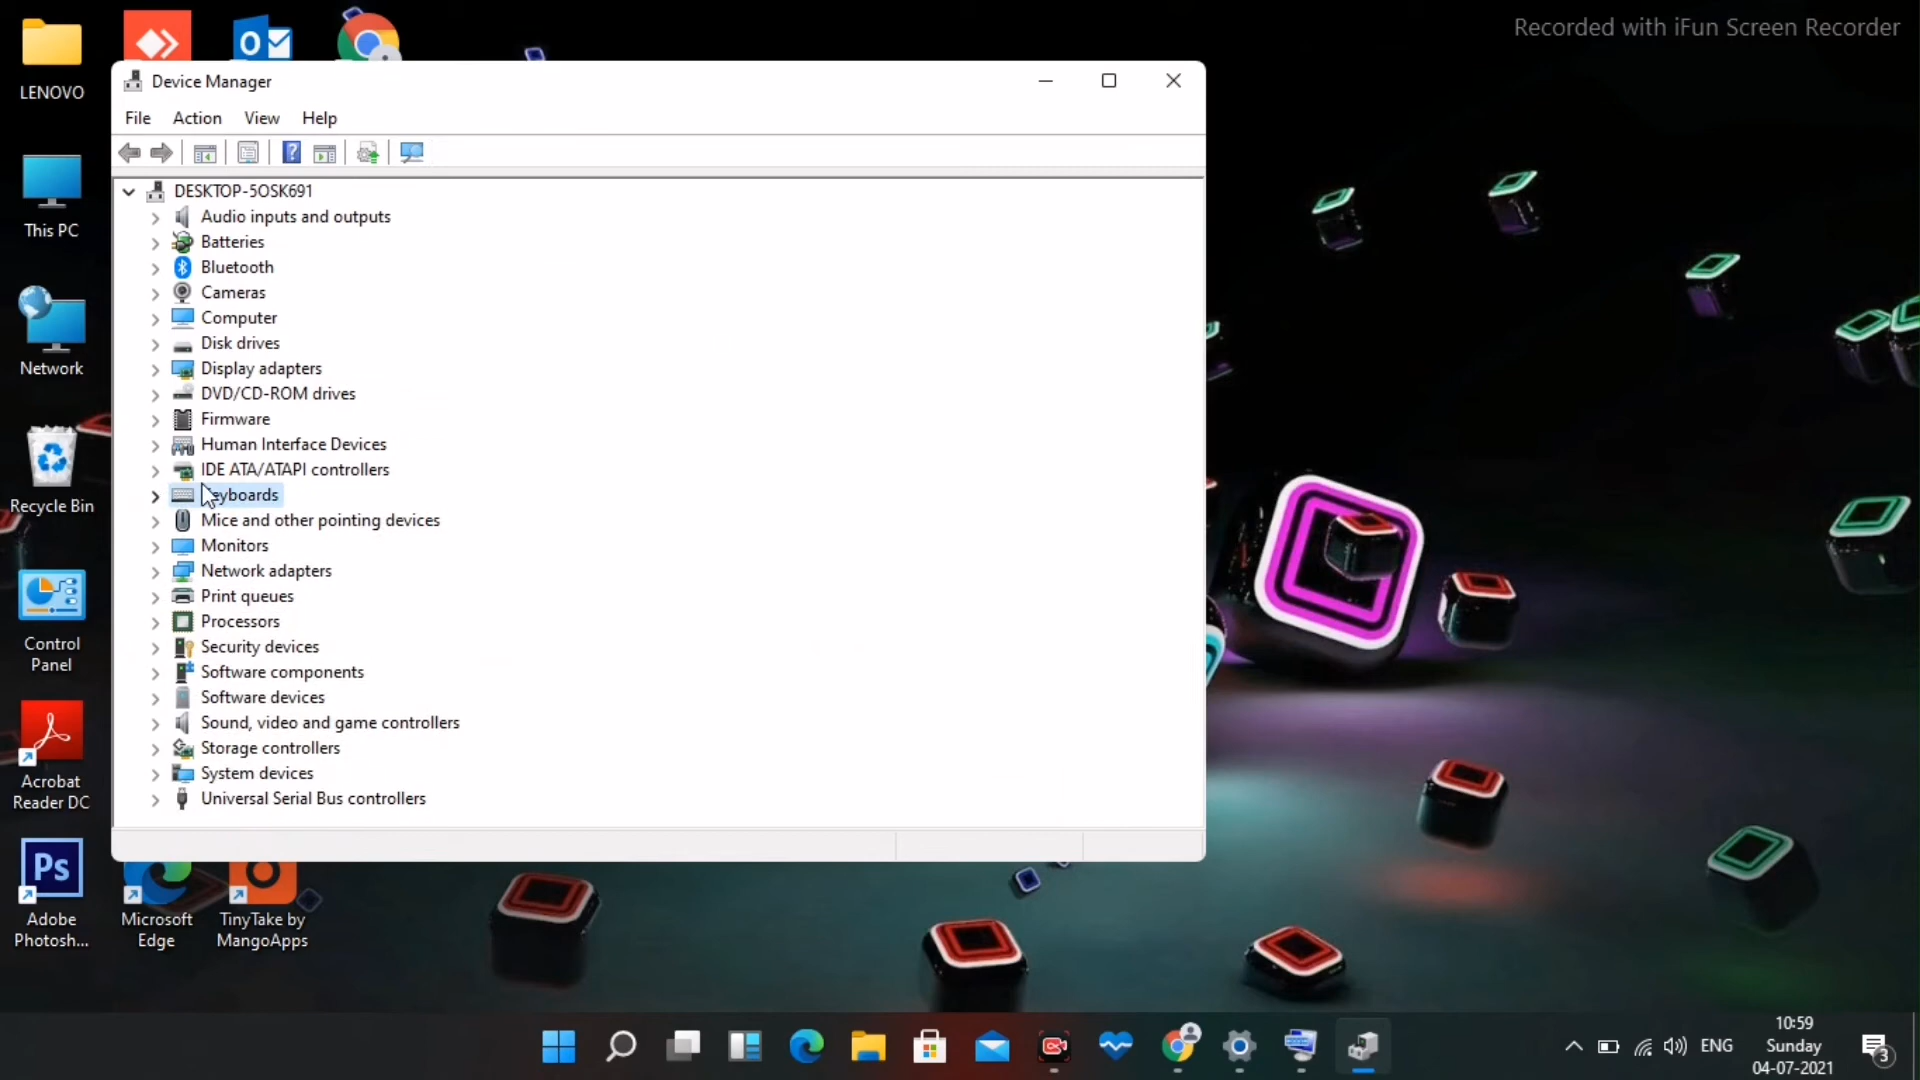 Recorded with iFun Screen Recorder
LENOVO
This PC
Network
Recycle Bin
Control
Panel
Acrobat
Reader DC
Ps
Adobe
Photosh...
Microsoft
Edge
TinyTake by
MangoApps
Device Manager
File Action View Help
DESKTOP-5OSK691
Audio inputs and outputs
Batteries
Bluetooth
Cameras
Computer
Disk drives
Display adapters
DVD/CD-ROM drives
Firmware
Human Interface Devices
IDE ATA/ATAPI controllers
Keyboards
Mice and other pointing devices
Monitors
Network adapters
Print queues
Processors
Security devices
Software components
Software devices
Sound, video and game controllers
Storage controllers
System devices
Universal Serial Bus controllers
ENG
10:59
Sunday
04-07-2021
3